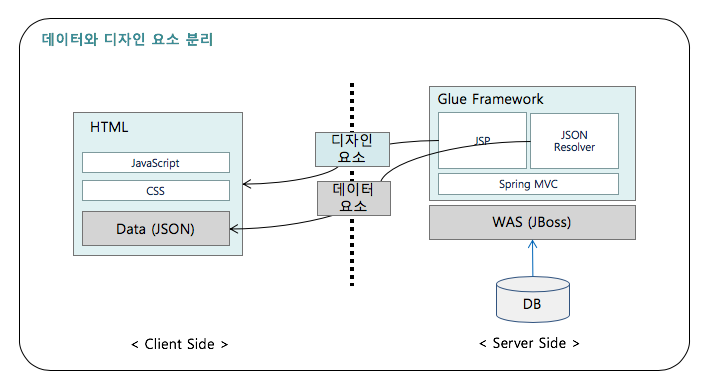 데이터와 디자인 요소 분리
HTML
JavaScript
CSS
Data (JSON)
< Client Side >
디자인
요소
데이터
요소
Glue Framework
JSP
JSON
Resolver
Spring MVC
WAS (JBoss)
DB
< Server Side >